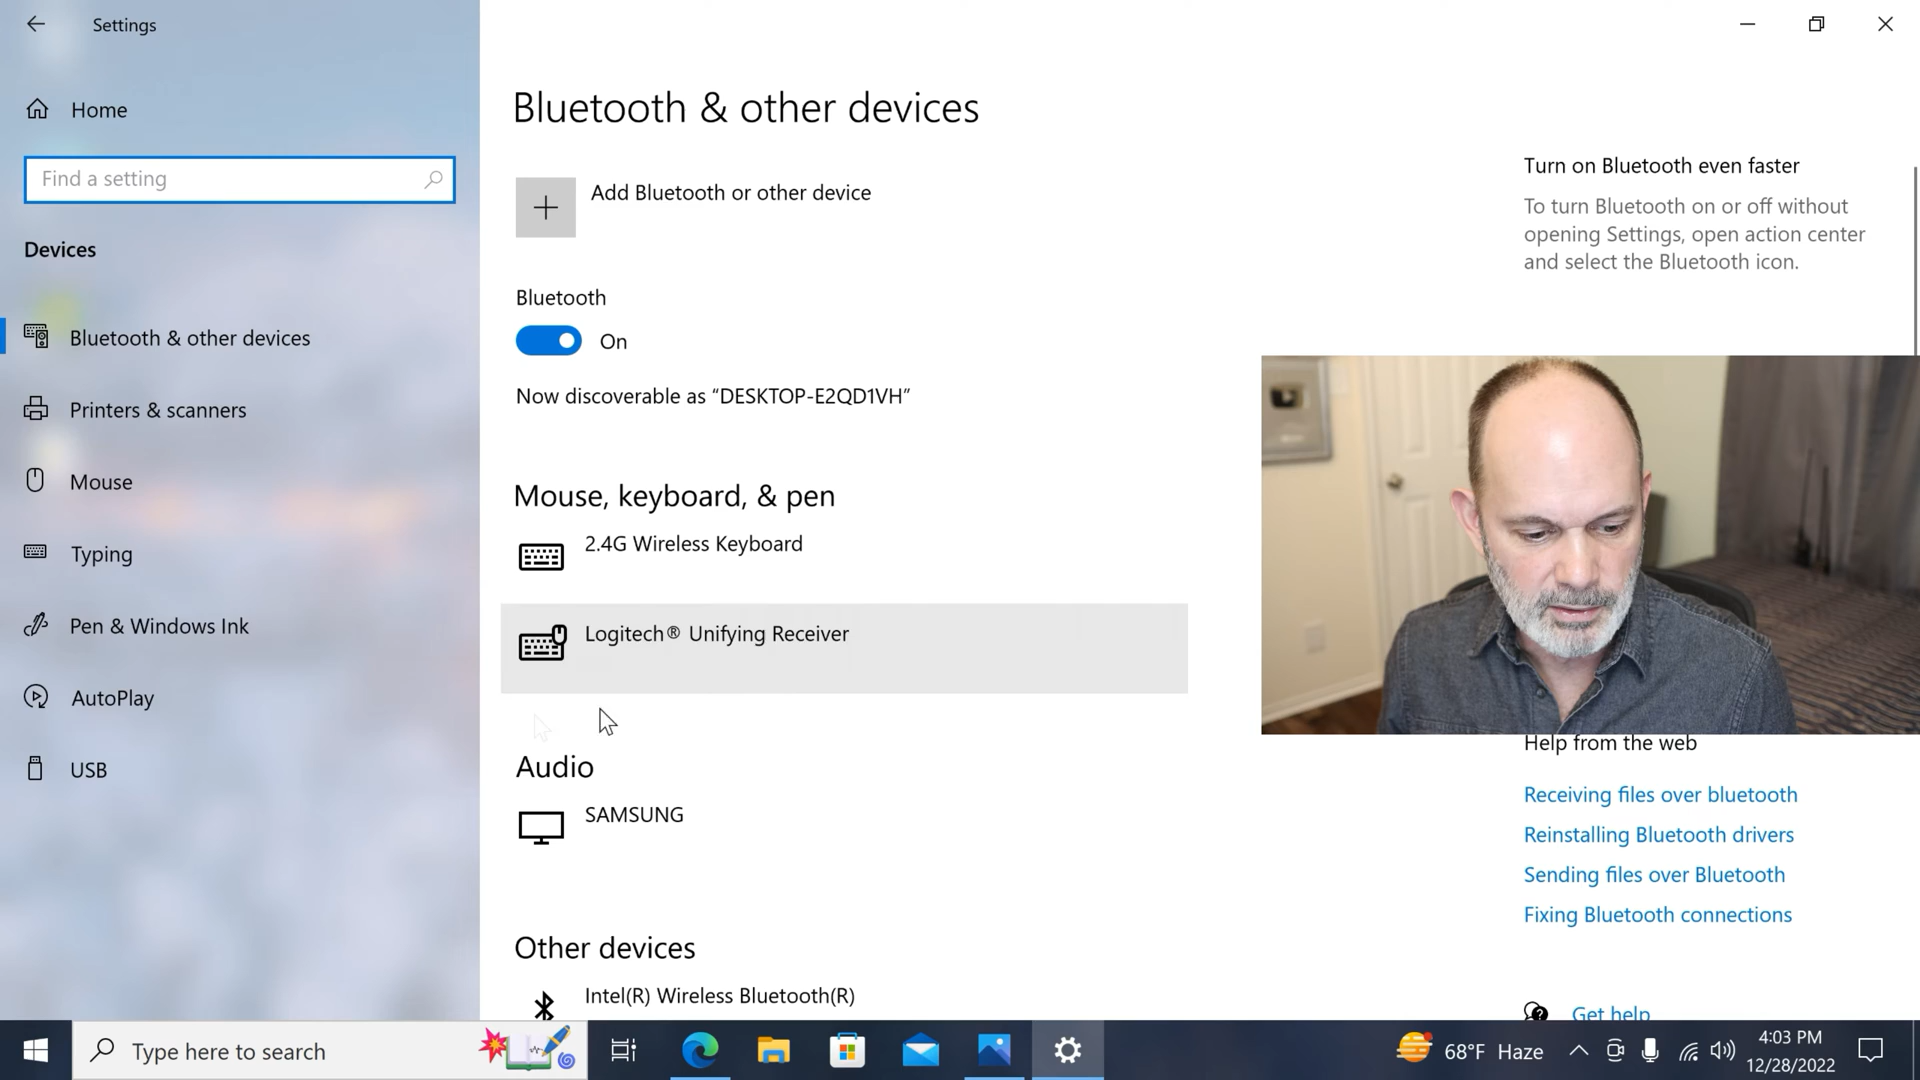 Settings
Home
Find a setting
Devices
Bluetooth & other devices
Printers & scanners
Mouse
Typing
Pen & Windows Ink
AutoPlay
USB
Bluetooth & other devices
Add Bluetooth or other device
Bluetooth
On
Now discoverable as “DESKTOP-E2QD1VH”
Mouse, keyboard, & pen
2.4G Wireless Keyboard
Logitech® Unifying Receiver
Audio
SAMSUNG
Other devices
Intel(R) Wireless Bluetooth(R)
Turn on Bluetooth even faster
To turn Bluetooth on or off without
opening Settings, open action center
and select the Bluetooth icon.
Help from the web
Receiving files over bluetooth
Reinstalling Bluetooth drivers
Sending files over Bluetooth
Fixing Bluetooth connections
Get help
Type here to search
68°F Haze
4:03 PM
12/28/2022